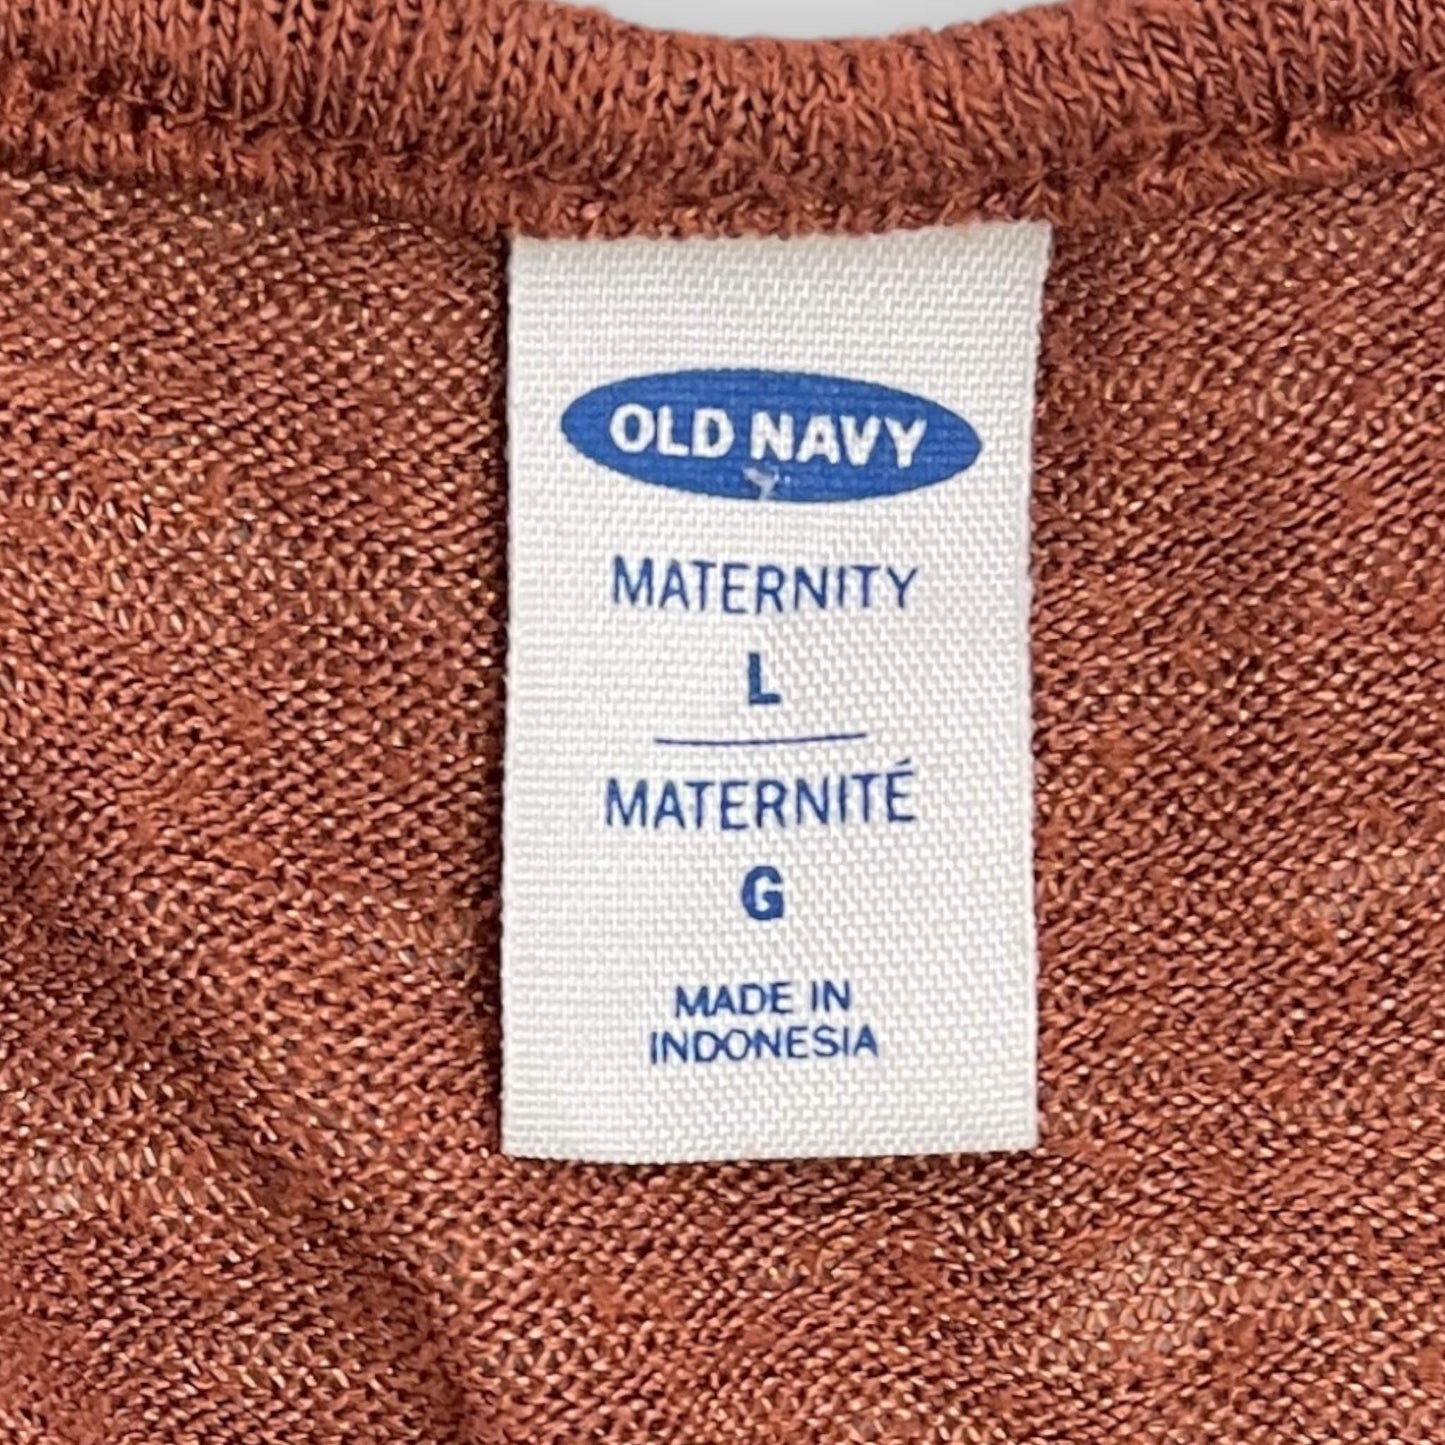 OLD NAVY
MATERNITY
L
MATERNITÉ
G
MADE IN
INDONESIA